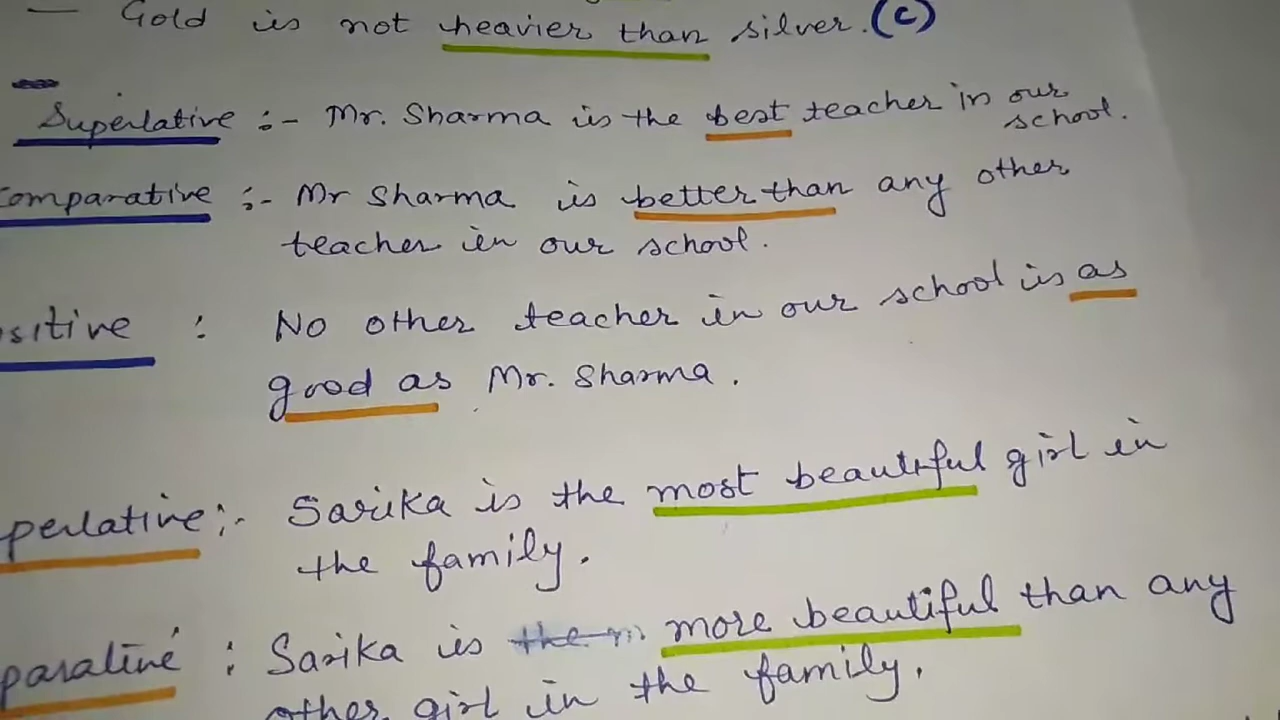 — Gold is not heavier than silver. (C)
Superlative :- Mr. Sharma is the best teacher in our
school.
Comparative :- Mr Sharma is better than any other
teacher in our school.
ositive : No other teacher in our school is as
good as Mr. Sharma.
perlative :- Sarika is the most beautiful girl in
the family.
parative : Sarika is the m more beautiful than any
other girl in the family.